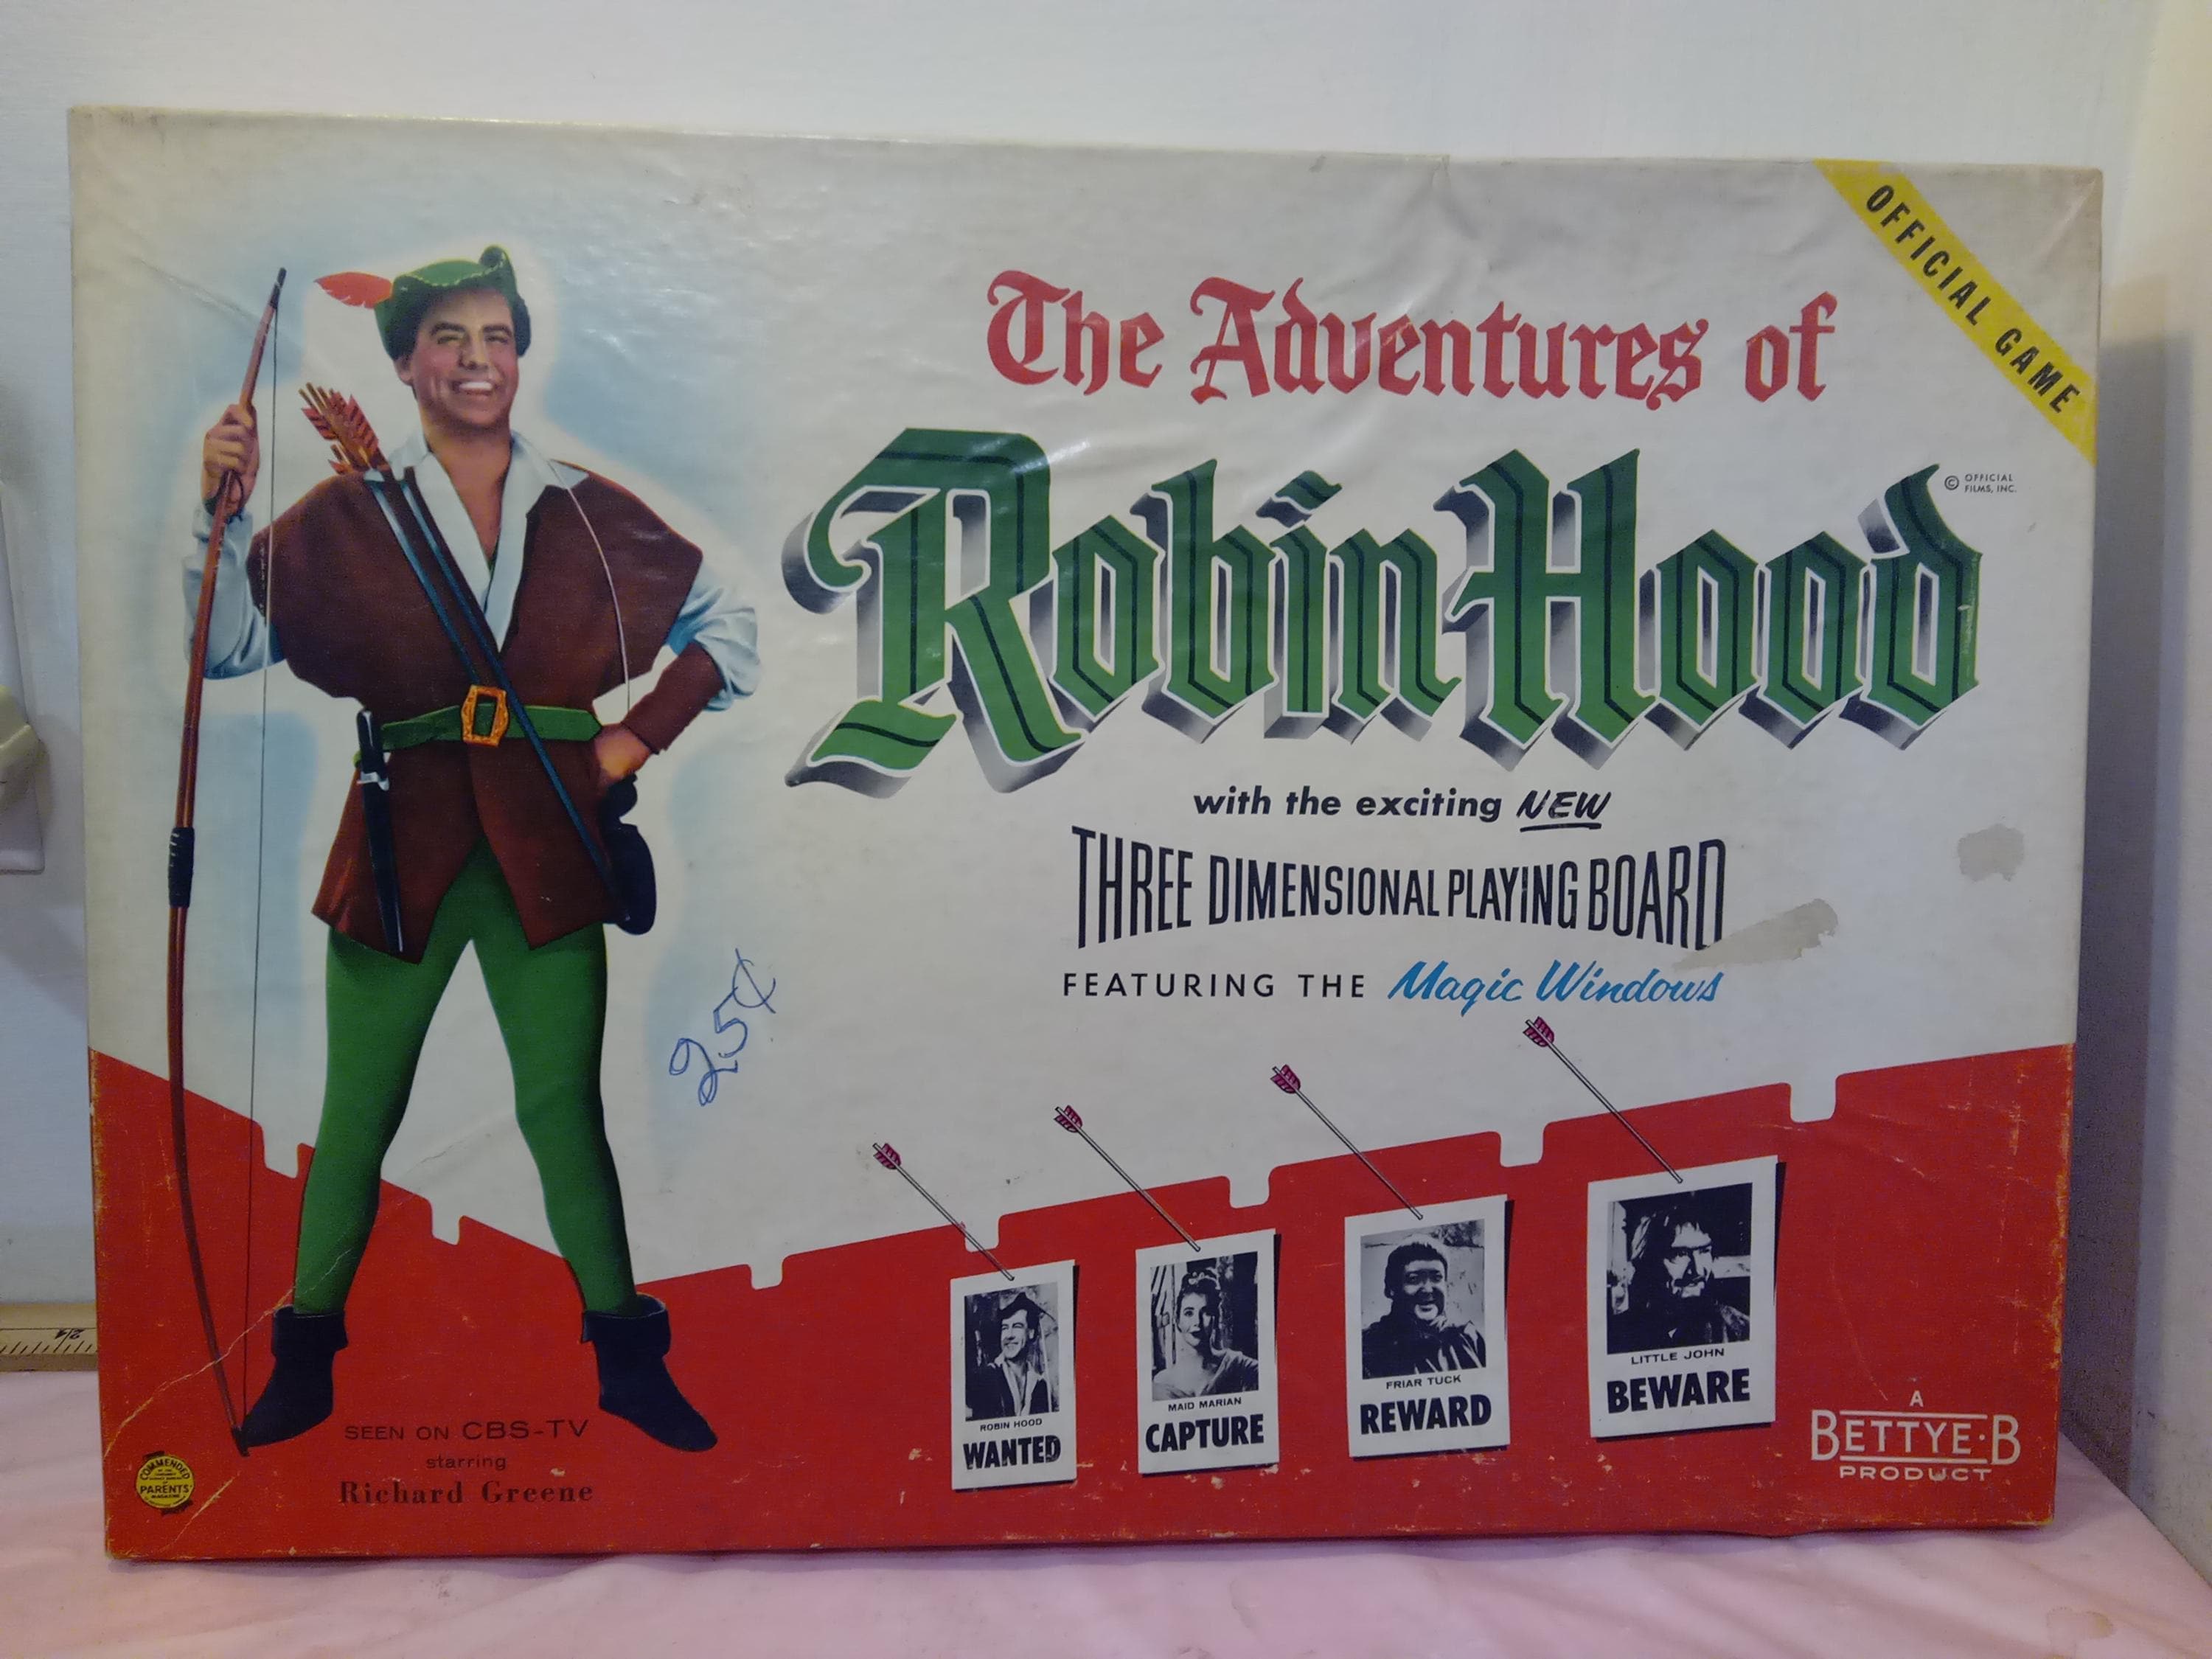 OFFICIAL GAME
The Adventures of
Robin Hood
© OFFICIAL
FILMS, INC.
with the exciting NEW
THREE DIMENSIONAL PLAYING BOARD
FEATURING THE Magic Windows
25¢
ROBIN HOOD
WANTED
MAID MARIAN
CAPTURE
FRIAR TUCK
REWARD
LITTLE JOHN
BEWARE
SEEN ON CBS-TV
starring
Richard Greene
COMMENDED
PARENTS'
MAGAZINE
A
BETTYE-B
PRODUCT